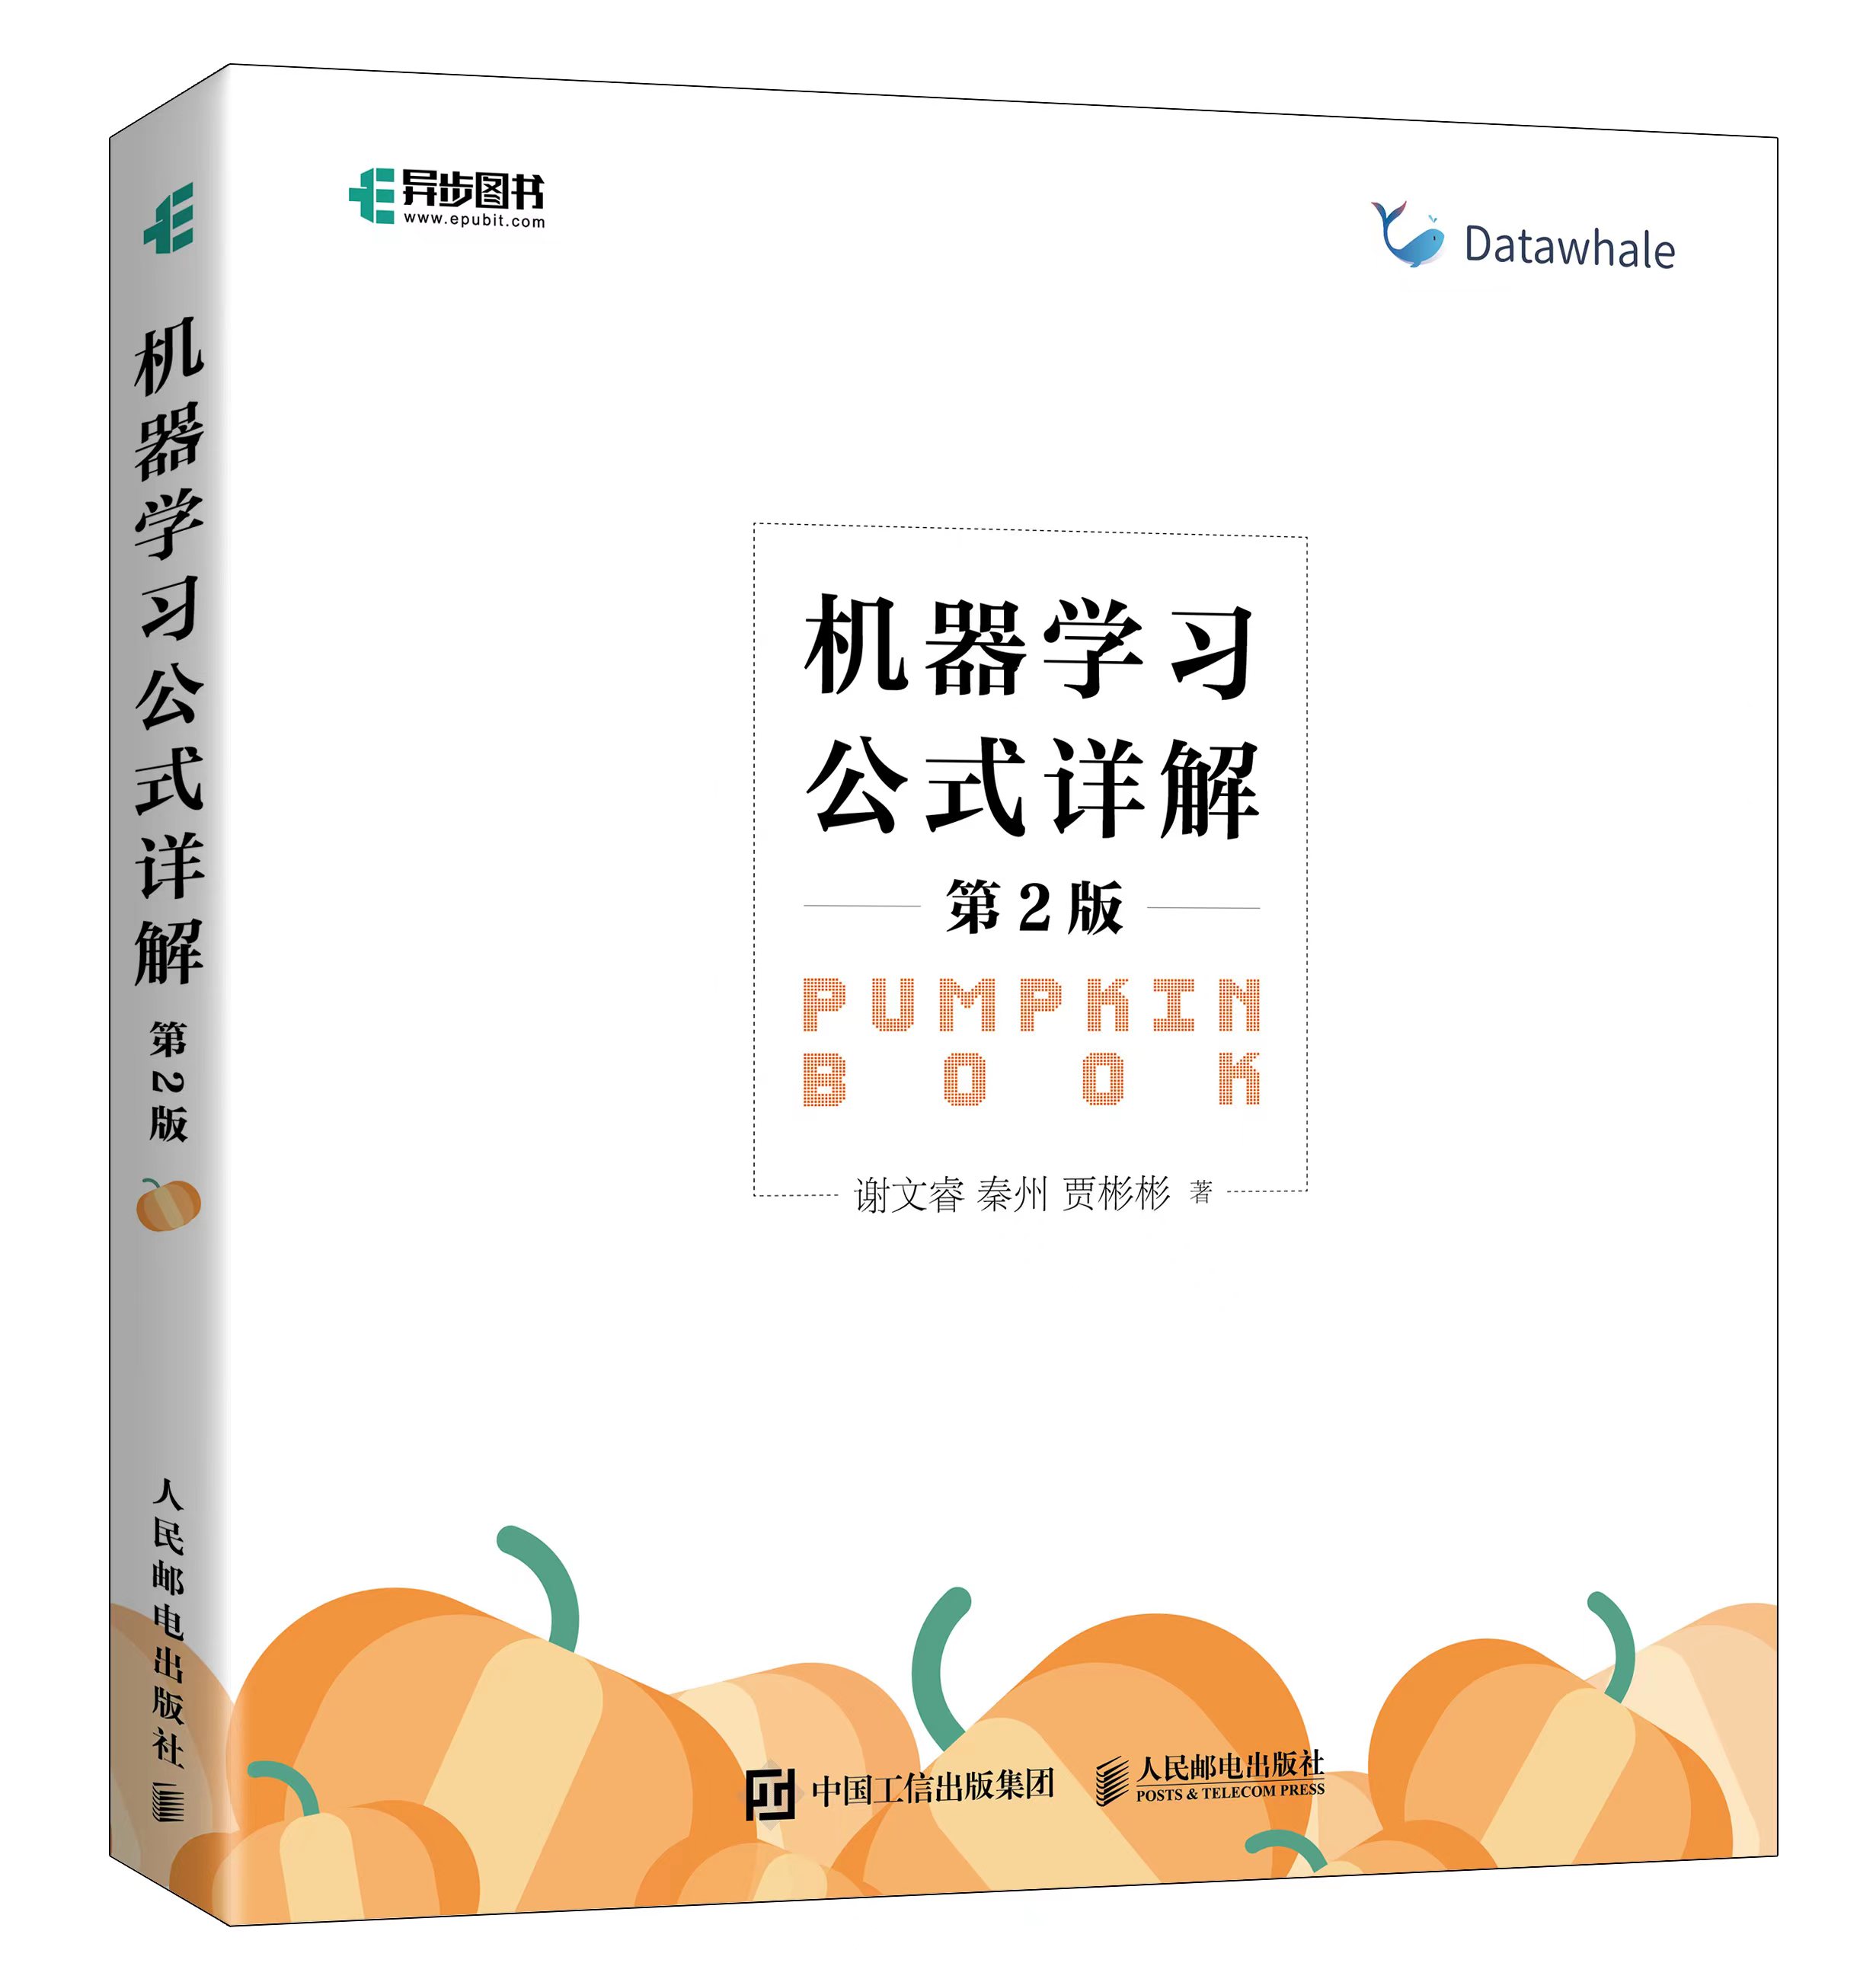 机器学习公式详解 第2版
人民邮电出版社
异步图书
www.epubit.com
Datawhale
机器学习
公式详解
第2版
PUMPKIN
BOOK
谢文睿 秦州 贾彬彬 著
中国工信出版集团
人民邮电出版社
POSTS & TELECOM PRESS